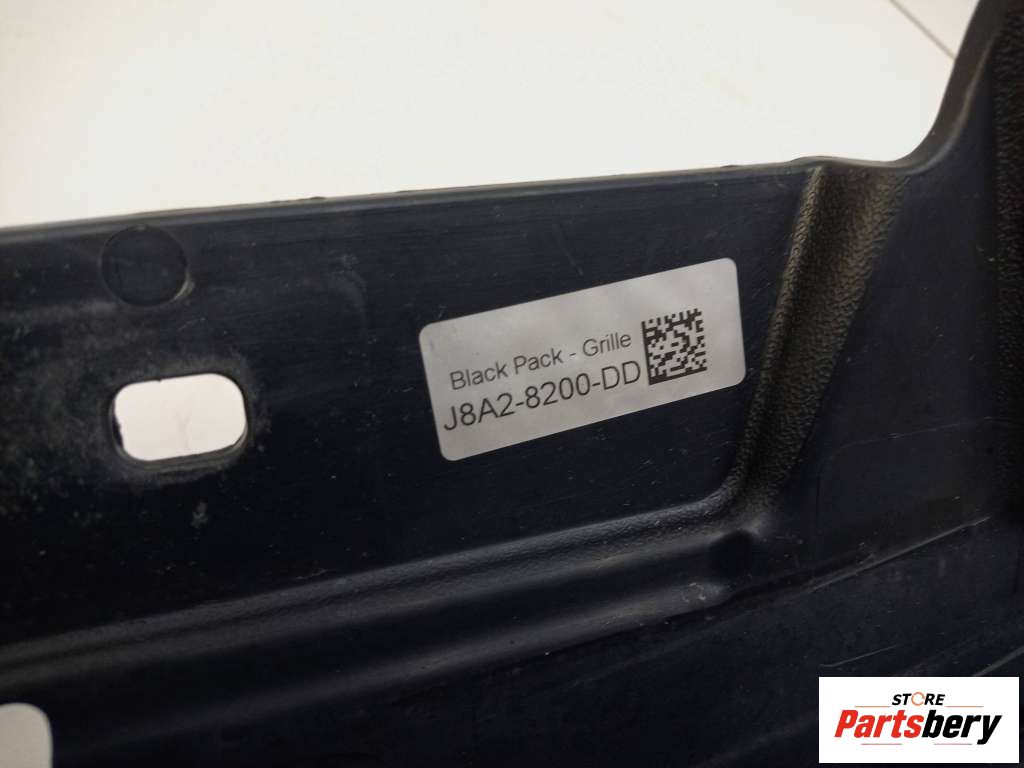 Black Pack - Grille
J8A2-8200-DD
STORE
Partsbery